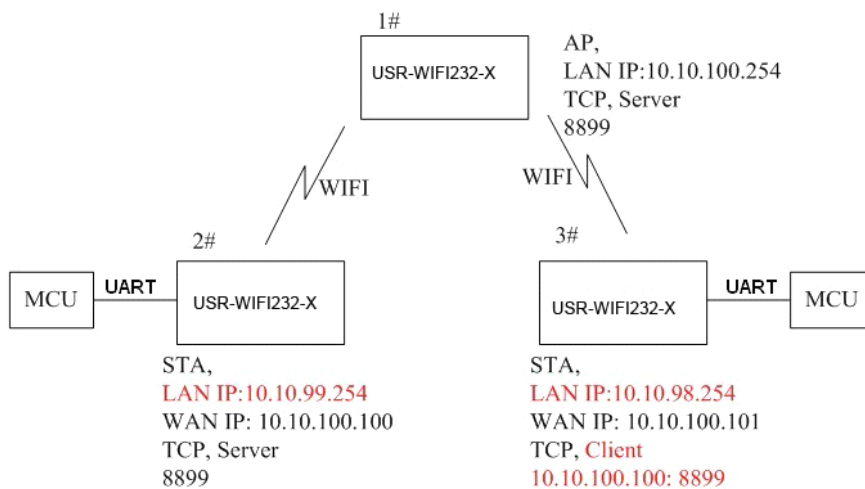 1#
USR-WIFI232-X
AP,
LAN IP:10.10.100.254
TCP, Server
8899
WIFI
WIFI
2#
3#
MCU
UART
USR-WIFI232-X
USR-WIFI232-X
UART
MCU
STA,
LAN IP:10.10.99.254
WAN IP: 10.10.100.100
TCP, Server
8899
STA,
LAN IP:10.10.98.254
WAN IP: 10.10.100.101
TCP, Client
10.10.100.100: 8899